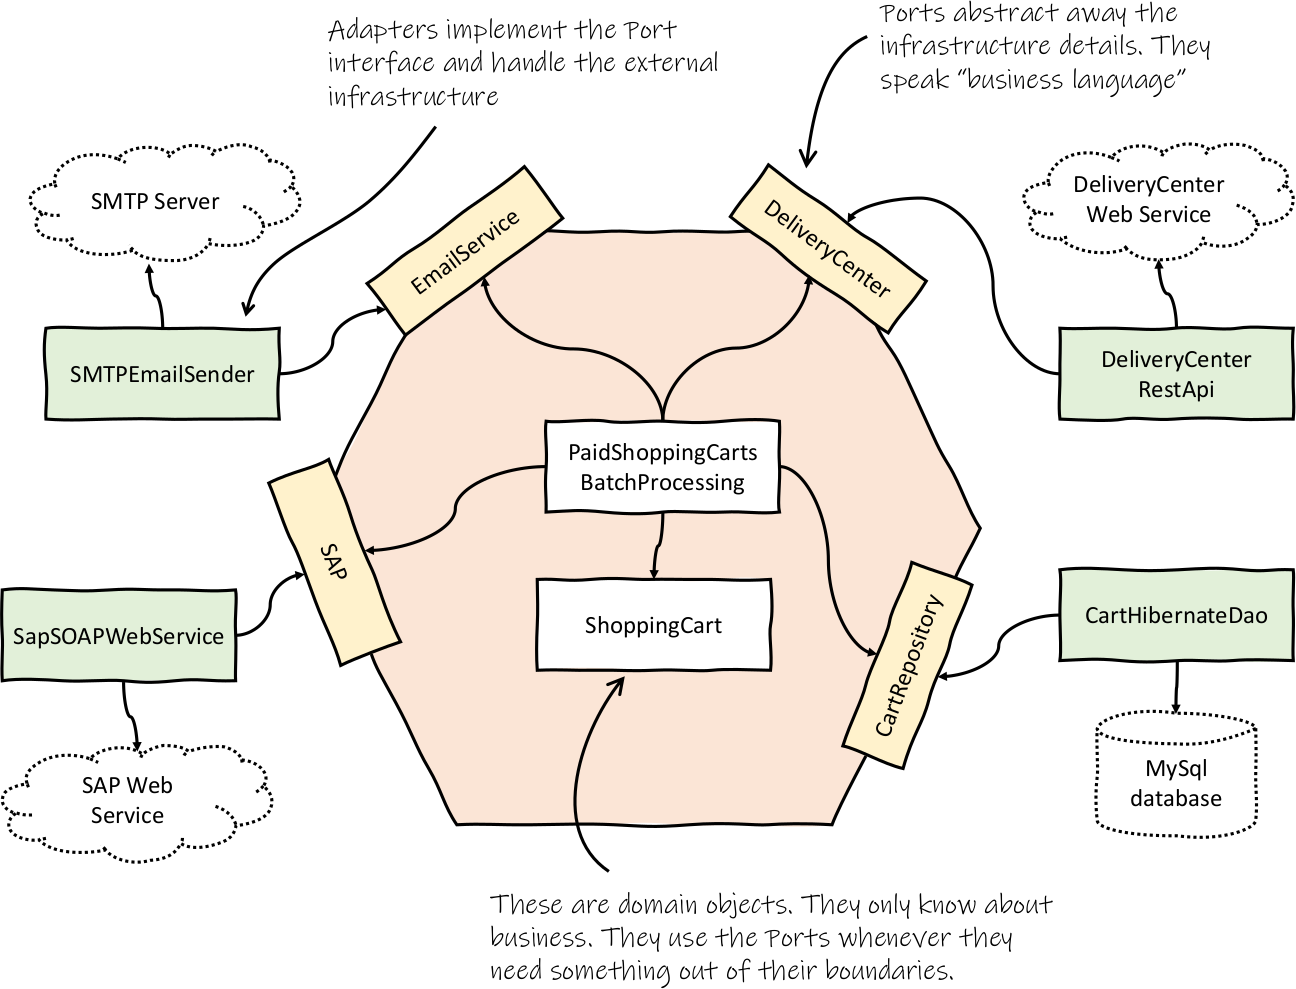 Adapters implement the Port
interface and handle the external
infrastructure
Ports abstract away the
infrastructure details. They
speak “business language”
SMTP Server
EmailService
DeliveryCenter
DeliveryCenter
Web Service
SMTPEmailSender
DeliveryCenter
RestApi
PaidShoppingCarts
BatchProcessing
SAP
SapSOAPWebService
ShoppingCart
CartRepository
CartHibernateDao
SAP Web
Service
MySql
database
These are domain objects. They only know about
business. They use the Ports whenever they
need something out of their boundaries.